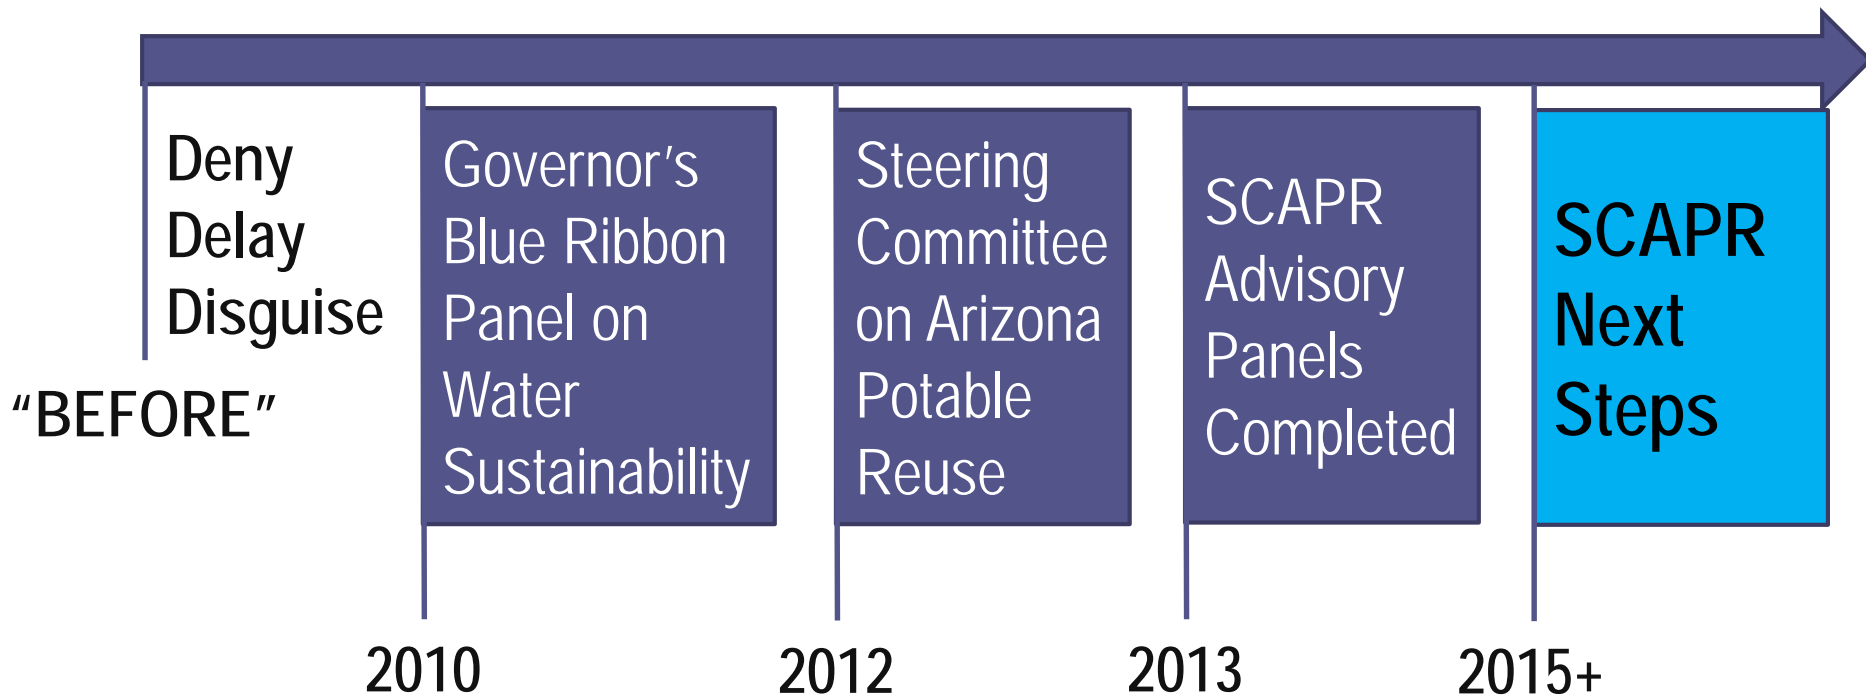 Deny
Delay
Disguise
“BEFORE”
Governor’s
Blue Ribbon
Panel on
Water
Sustainability
2010
Steering
Committee
on Arizona
Potable
Reuse
2012
SCAPR
Advisory
Panels
Completed
2013
SCAPR
Next
Steps
2015+